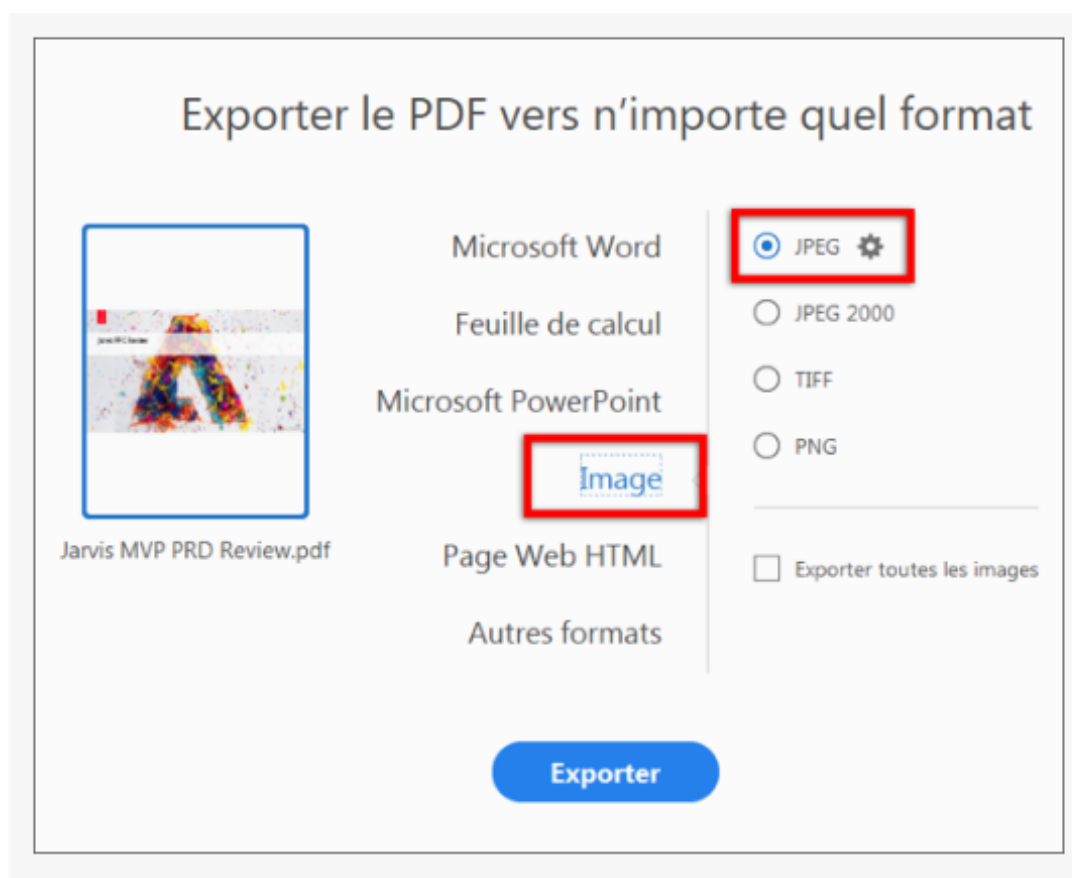 Exporter le PDF vers n'importe quel format
Microsoft Word
Feuille de calcul
Microsoft PowerPoint
Image
Page Web HTML
Autres formats
JPEG
JPEG 2000
TIFF
PNG
Exporter toutes les images
Jarvis MVP PRD Review.pdf
Exporter